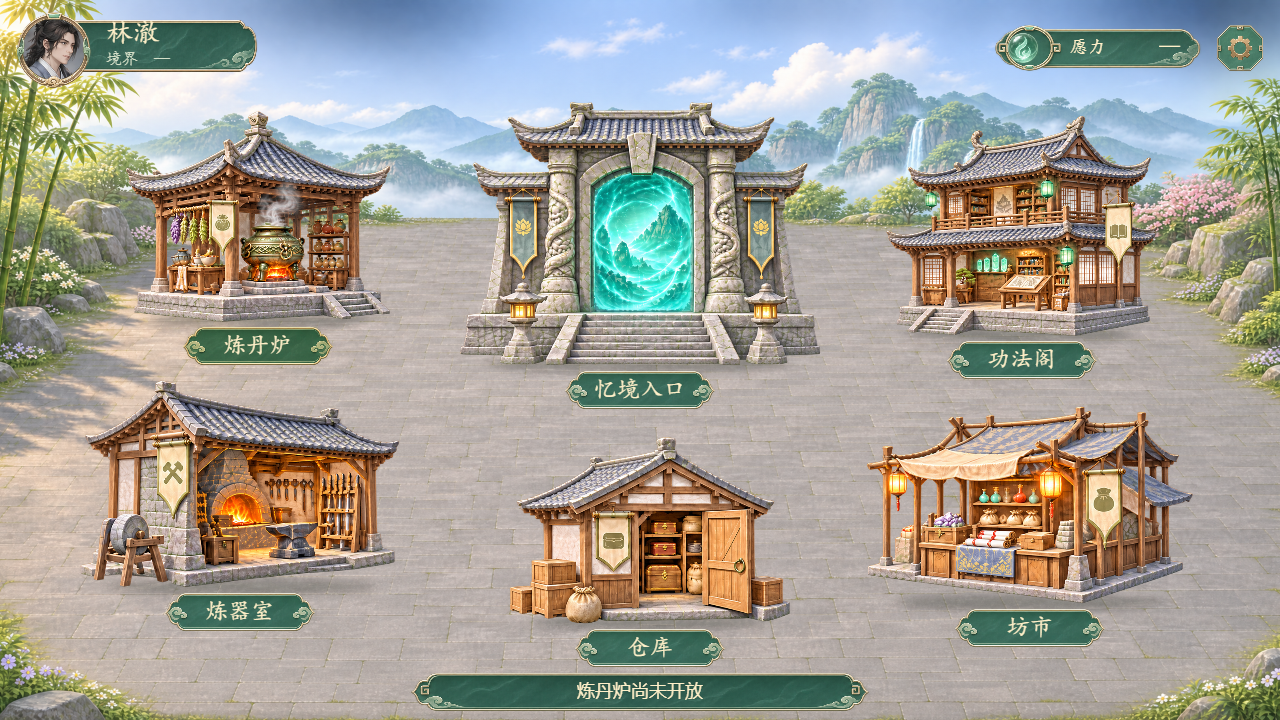 林澈
境界 —
愿力 —
炼丹炉
忆境入口
功法阁
炼器室
仓库
坊市
炼丹炉尚未开放